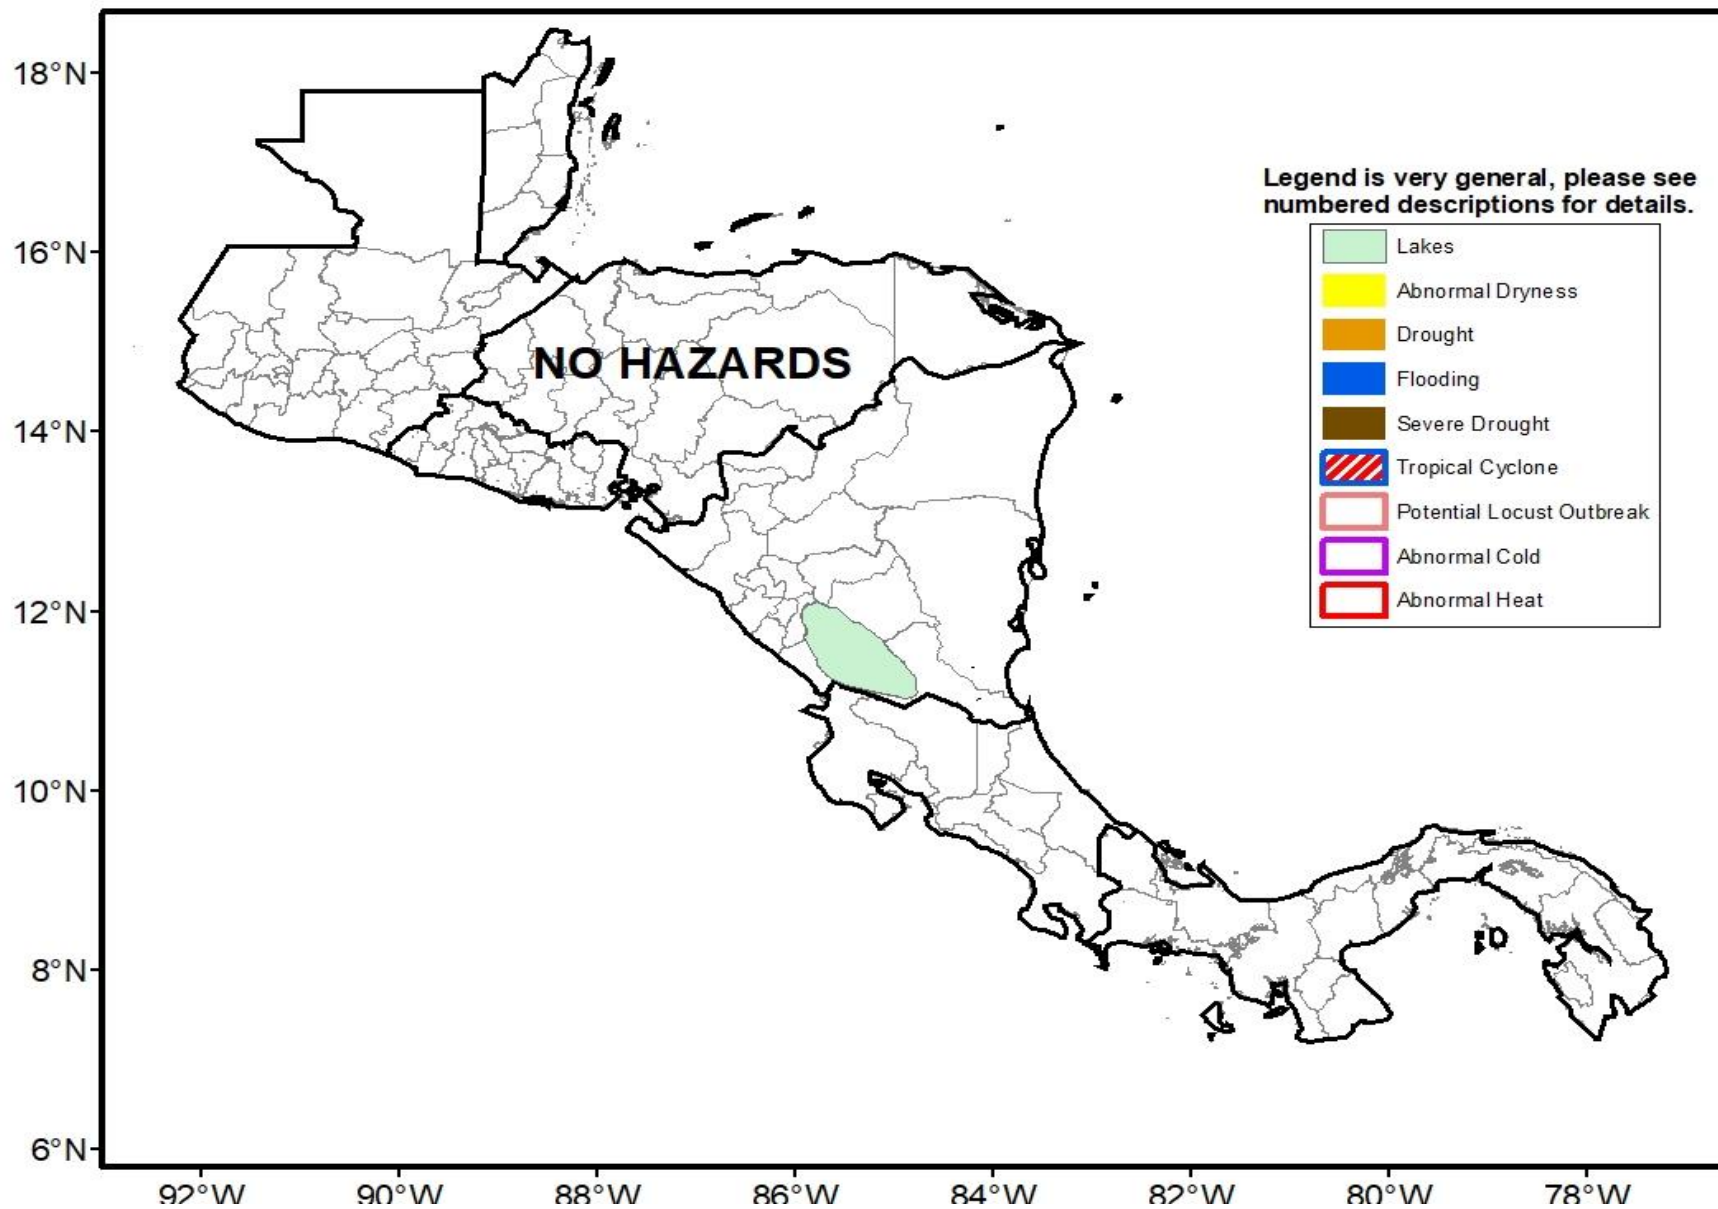 18°N
16°N
14°N
12°N
10°N
8°N
6°N
92°W 90°W 88°W 86°W 84°W 82°W 80°W 78°W
NO HAZARDS
Legend is very general, please see
numbered descriptions for details.
Lakes
Abnormal Dryness
Drought
Flooding
Severe Drought
Tropical Cyclone
Potential Locust Outbreak
Abnormal Cold
Abnormal Heat